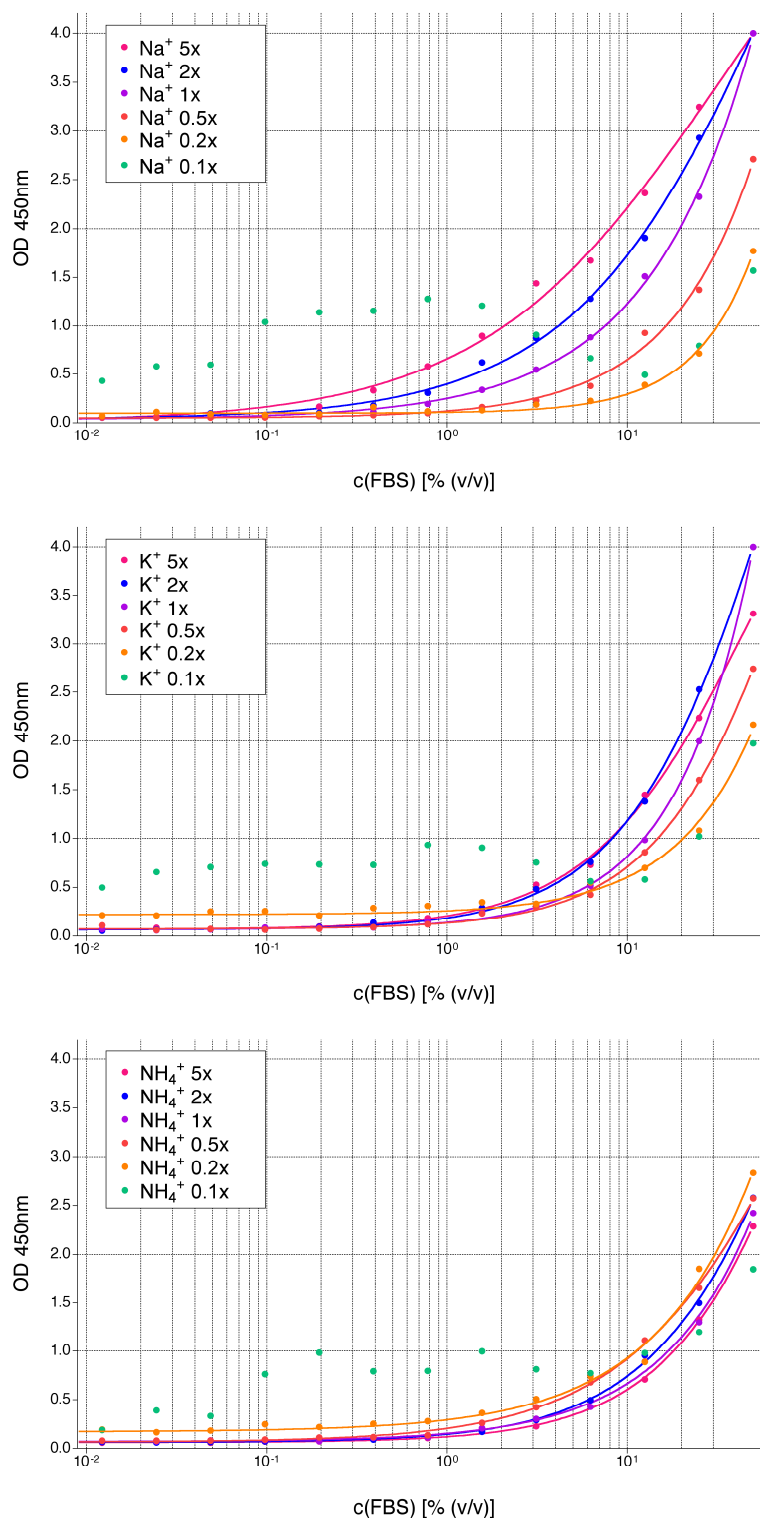 4.0
3.0
2.5
2.0
1.5
1.0
0.5
0.0
OD 450nm
Na⁺ 5x
Na⁺ 2x
Na⁺ 1x
Na⁺ 0.5x
Na⁺ 0.2x
Na⁺ 0.1x
10⁻² 10⁻¹ 10⁰ 10¹
c(FBS) [% (v/v)]
4.0
3.5
3.0
2.5
2.0
1.5
1.0
0.5
0.0
OD 450nm
K⁺ 5x
K⁺ 2x
K⁺ 1x
K⁺ 0.5x
K⁺ 0.2x
K⁺ 0.1x
10⁻² 10⁻¹ 10⁰ 10¹
c(FBS) [% (v/v)]
4.0
3.5
3.0
2.5
2.0
1.5
1.0
0.5
0.0
OD 450nm
NH₄⁺ 5x
NH₄⁺ 2x
NH₄⁺ 1x
NH₄⁺ 0.5x
NH₄⁺ 0.2x
NH₄⁺ 0.1x
10⁻² 10⁻¹ 10⁰ 10¹
c(FBS) [% (v/v)]